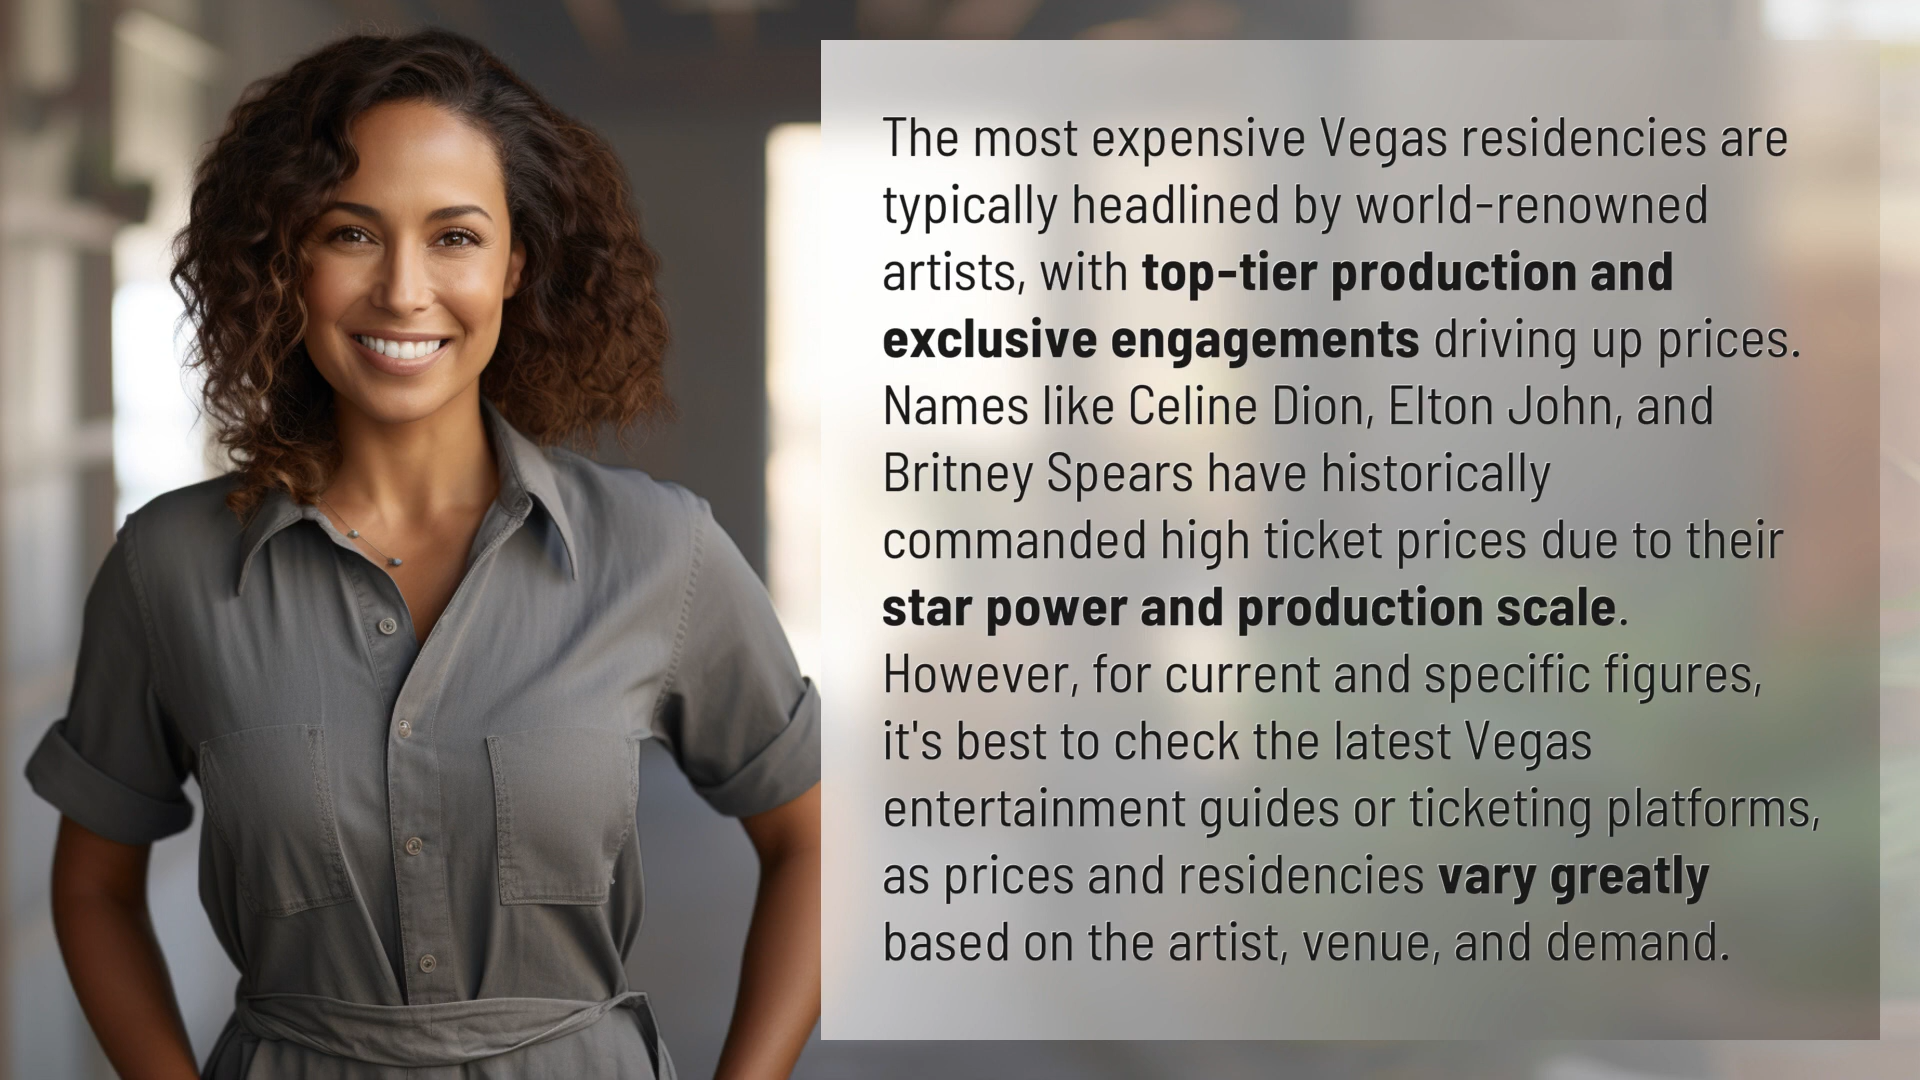 The most expensive Vegas residencies are
typically headlined by world-renowned
artists, with top-tier production and
exclusive engagements driving up prices.
Names like Celine Dion, Elton John, and
Britney Spears have historically
commanded high ticket prices due to their
star power and production scale.
However, for current and specific figures,
it's best to check the latest Vegas
entertainment guides or ticketing platforms,
as prices and residencies vary greatly
based on the artist, venue, and demand.